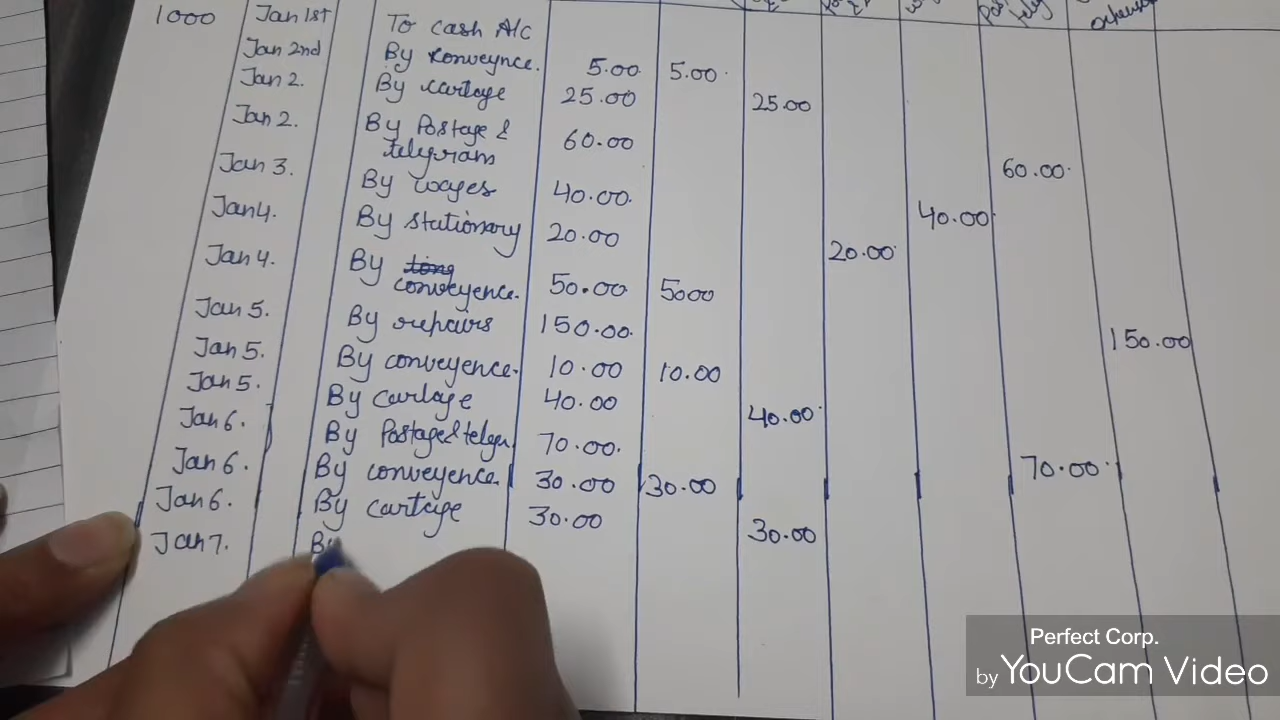 1000 Jan 1st To cash A/c
Jan 2nd By conveynce. 5.00 5.00
Jan 2. By cartage 25.00 25.00
Jan 2. By Postage &
telegram 60.00 60.00
Jan 3. By wages 40.00 40.00
Jan 4. By stationary 20.00 20.00
Jan 4. By
conveyence. 50.00 5000
Jan 5. By repairs 150.00 150.00
Jan 5. By conveyence. 10.00 10.00
Jan 5. By cartage 40.00 40.00
Jan 6. By Postage & telgr. 70.00 70.00
Jan 6. By conveyence. 30.00 30.00
Jan 6. By cartage 30.00 30.00
Jan 7. By
Perfect Corp.
by YouCam Video